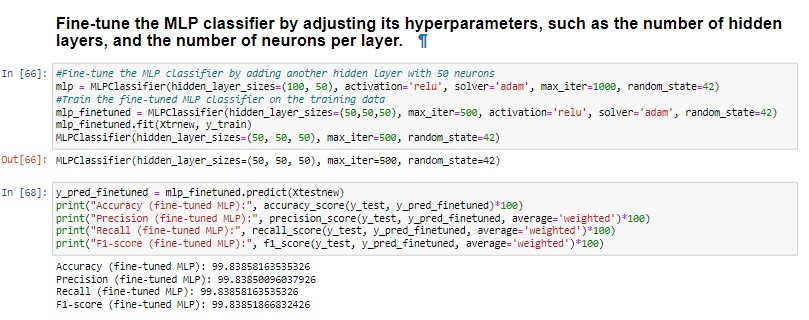 Fine-tune the MLP classifier by adjusting its hyperparameters, such as the number of hidden
layers, and the number of neurons per layer. ¶
In [66]: #Fine-tune the MLP classifier by adding another hidden layer with 50 neurons
mlp = MLPClassifier(hidden_layer_sizes=(100, 50), activation='relu', solver='adam', max_iter=1000, random_state=42)
#Train the fine-tuned MLP classifier on the training data
mlp_finetuned = MLPClassifier(hidden_layer_sizes=(50,50,50), max_iter=500, activation='relu', solver='adam', random_state=42)
mlp_finetuned.fit(Xtrnew, y_train)
MLPClassifier(hidden_layer_sizes=(50, 50, 50), max_iter=500, random_state=42)
Out[66]: MLPClassifier(hidden_layer_sizes=(50, 50, 50), max_iter=500, random_state=42)
In [68]: y_pred_finetuned = mlp_finetuned.predict(Xtestnew)
print("Accuracy (fine-tuned MLP):", accuracy_score(y_test, y_pred_finetuned)*100)
print("Precision (fine-tuned MLP):", precision_score(y_test, y_pred_finetuned, average='weighted')*100)
print("Recall (fine-tuned MLP):", recall_score(y_test, y_pred_finetuned, average='weighted')*100)
print("F1-score (fine-tuned MLP):", f1_score(y_test, y_pred_finetuned, average='weighted')*100)
Accuracy (fine-tuned MLP): 99.83858163535326
Precision (fine-tuned MLP): 99.83850096037926
Recall (fine-tuned MLP): 99.83858163535326
F1-score (fine-tuned MLP): 99.83851866832426